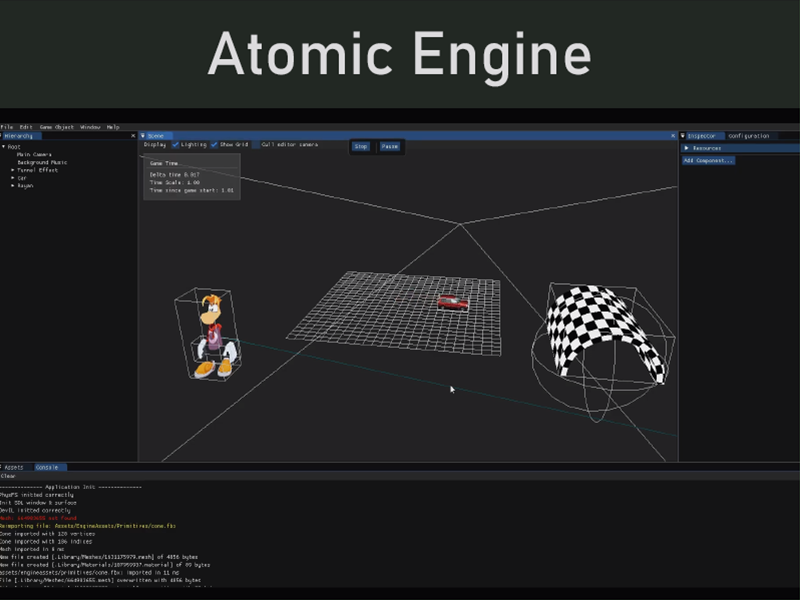 Atomic Engine
File Edit Game Object Window Help
Hierarchy
Scene
Inspector Configuration
Root
Main Camera
Background Music
Tunnel Effect
Car
Rayan
Display Lighting Show Grid Cull editor camera
Stop Pause
Resources
Add Component...
Game Time
Delta time 0.017
Time Scale: 1.00
Time since game start: 1.01
Assets Console
Clear
-------------- Application Init --------------
PhysFS initted correctly
Init SDL window & surface
DevIL initted correctly
Reimporting file: Assets/EngineAssets/Primitives/cone.fbx
Cone imported with 128 vertices
Cone imported with 186 indices
Mesh imported in 8 ms
New file created [.Library/Meshes/1431175979.mesh] of 4856 bytes
New file created [.Library/Materials/187959937.material] of 89 bytes
assets/engineassets/primitives/cone.fbx: imported in 11 ms
File [.Library/Meshes/664981655.mesh] overwritten with 4856 bytes